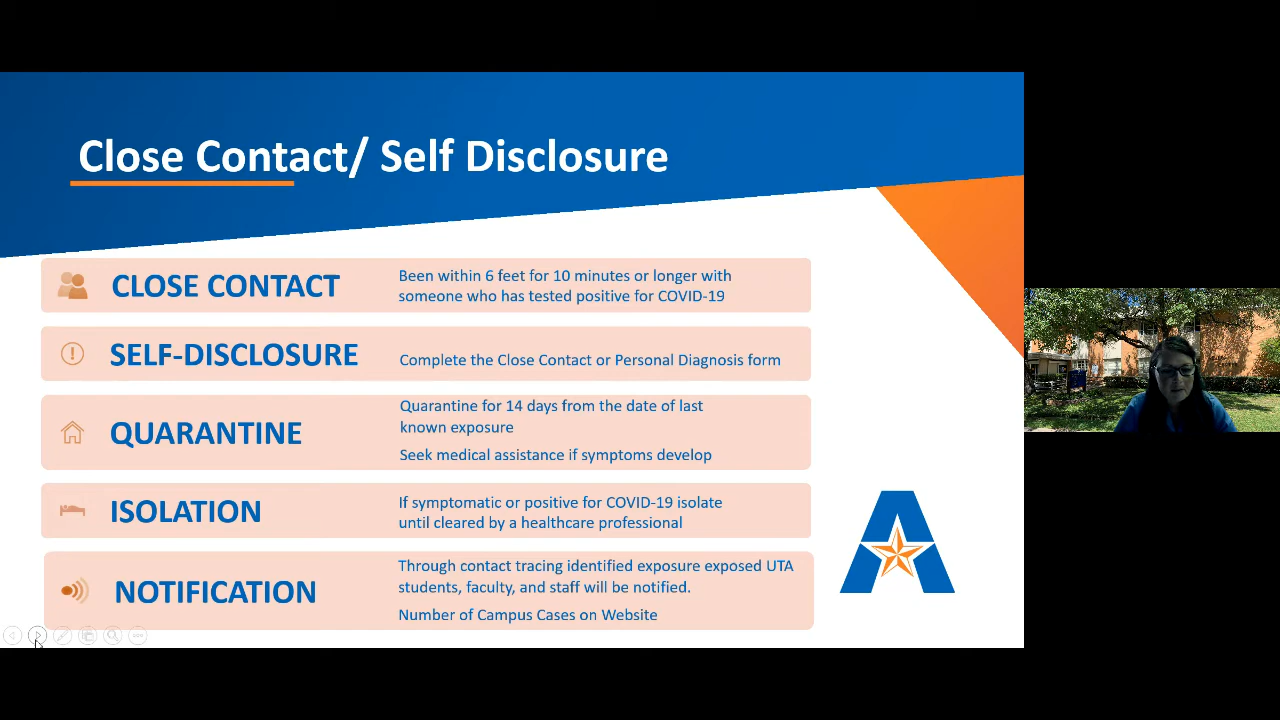 Close Contact/ Self Disclosure
CLOSE CONTACT
Been within 6 feet for 10 minutes or longer with
someone who has tested positive for COVID-19
SELF-DISCLOSURE
Complete the Close Contact or Personal Diagnosis form
QUARANTINE
Quarantine for 14 days from the date of last
known exposure
Seek medical assistance if symptoms develop
ISOLATION
If symptomatic or positive for COVID-19 isolate
until cleared by a healthcare professional
NOTIFICATION
Through contact tracing identified exposure exposed UTA
students, faculty, and staff will be notified.
Number of Campus Cases on Website
A